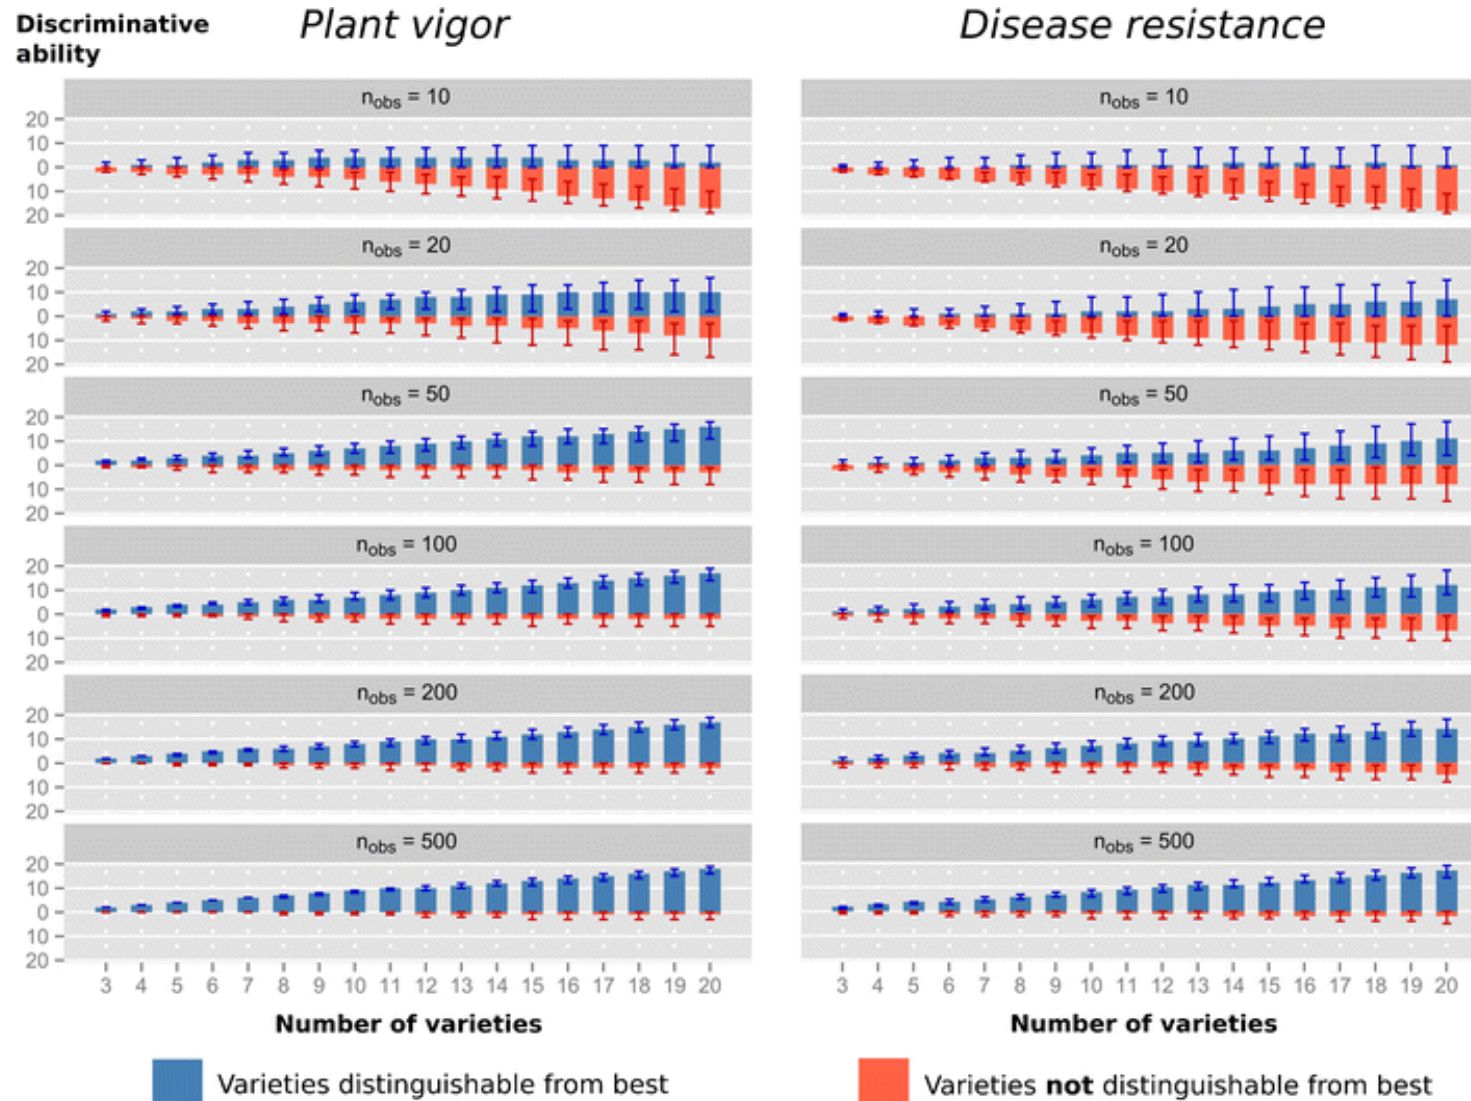 Discriminative
ability
Plant vigor
Disease resistance
nobs = 10
20
10
0
10
20
nobs = 20
20
10
0
10
20
nobs = 50
20
10
0
10
20
nobs = 100
20
10
0
10
20
nobs = 200
20
10
0
10
20
nobs = 500
20
10
0
10
20
3 4 5 6 7 8 9 10 11 12 13 14 15 16 17 18 19 20
Number of varieties
Varieties distinguishable from best
nobs = 10
nobs = 20
nobs = 50
nobs = 100
nobs = 200
nobs = 500
3 4 5 6 7 8 9 10 11 12 13 14 15 16 17 18 19 20
Number of varieties
Varieties not distinguishable from best